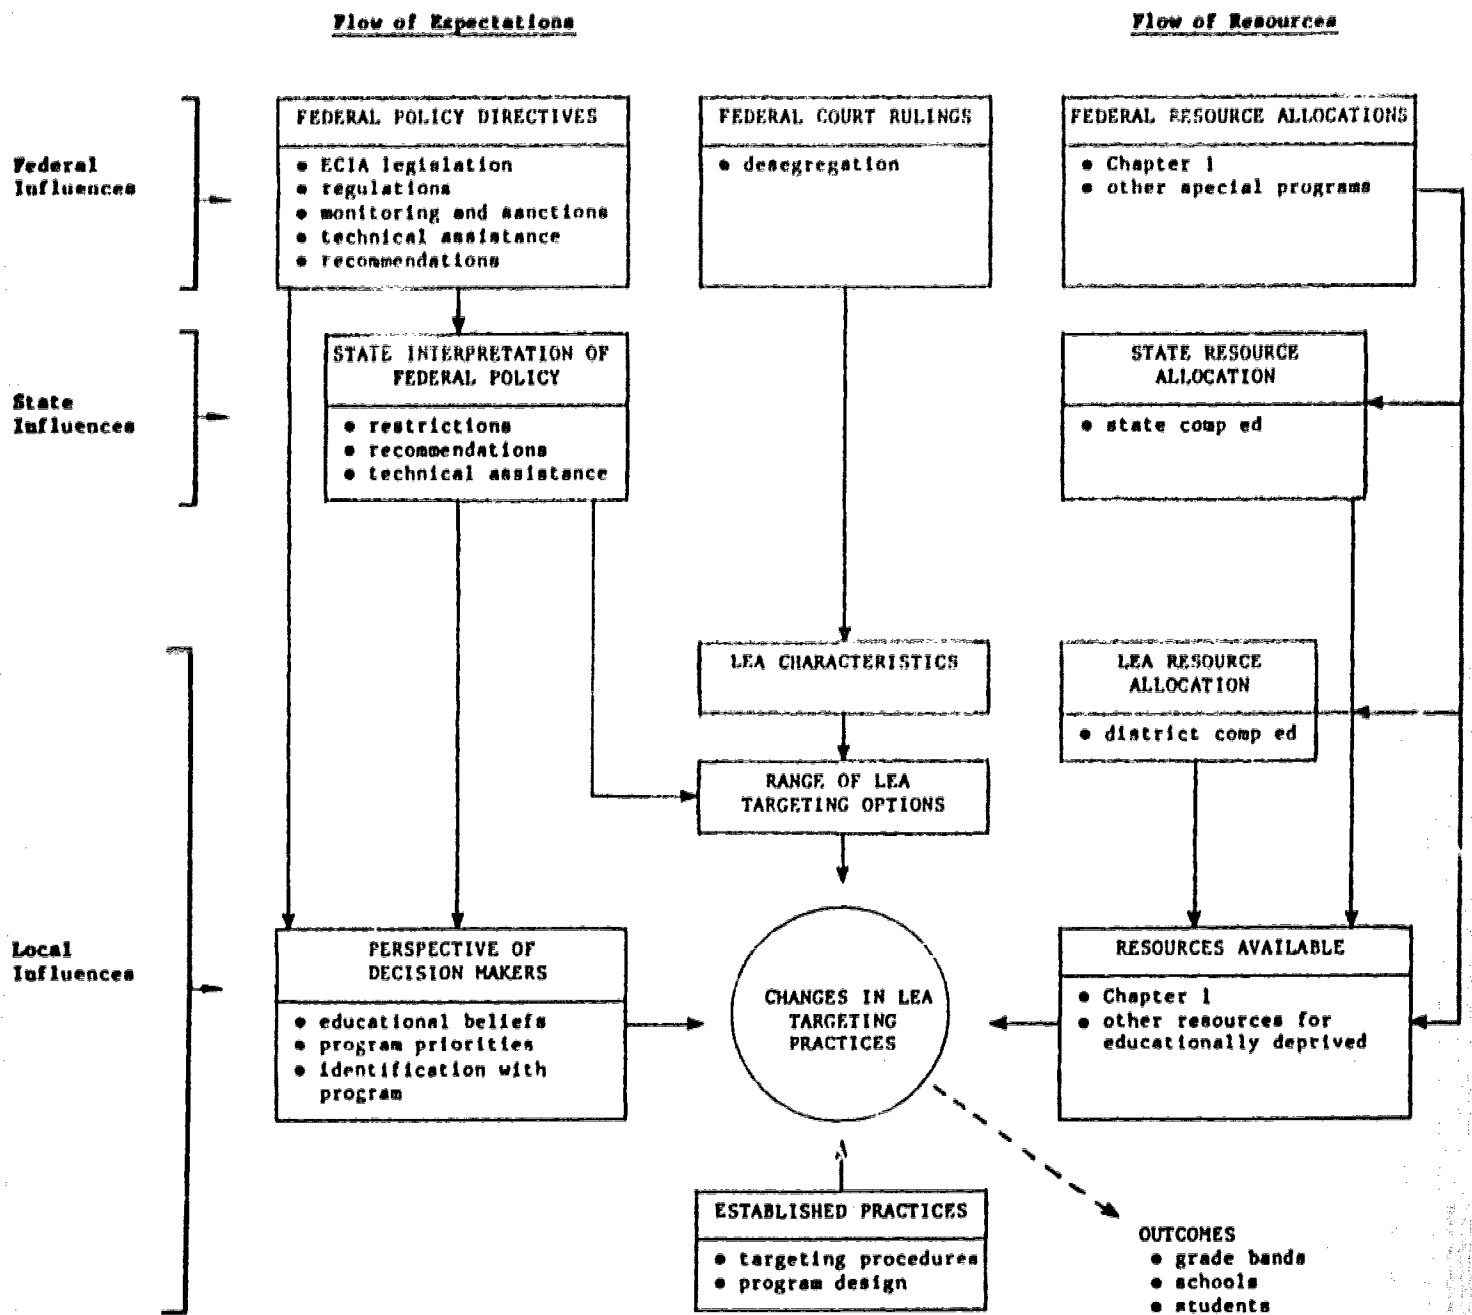 Flow of Expectations
Flow of Resources
Federal
Influences
FEDERAL POLICY DIRECTIVES
• ECIA legislation
• regulations
• monitoring and sanctions
• technical assistance
• recommendations
FEDERAL COURT RULINGS
• desegregation
FEDERAL RESOURCE ALLOCATIONS
• Chapter 1
• other special programs
State
Influences
STATE INTERPRETATION OF
FEDERAL POLICY
• restrictions
• recommendations
• technical assistance
STATE RESOURCE
ALLOCATION
• state comp ed
LEA CHARACTERISTICS
LEA RESOURCE
ALLOCATION
• district comp ed
RANGE OF LEA
TARGETING OPTIONS
Local
Influences
PERSPECTIVE OF
DECISION MAKERS
• educational beliefs
• program priorities
• identification with
program
CHANGES IN LEA
TARGETING
PRACTICES
RESOURCES AVAILABLE
• Chapter 1
• other resources for
educationally deprived
ESTABLISHED PRACTICES
• targeting procedures
• program design
OUTCOMES
• grade bands
• schools
• students